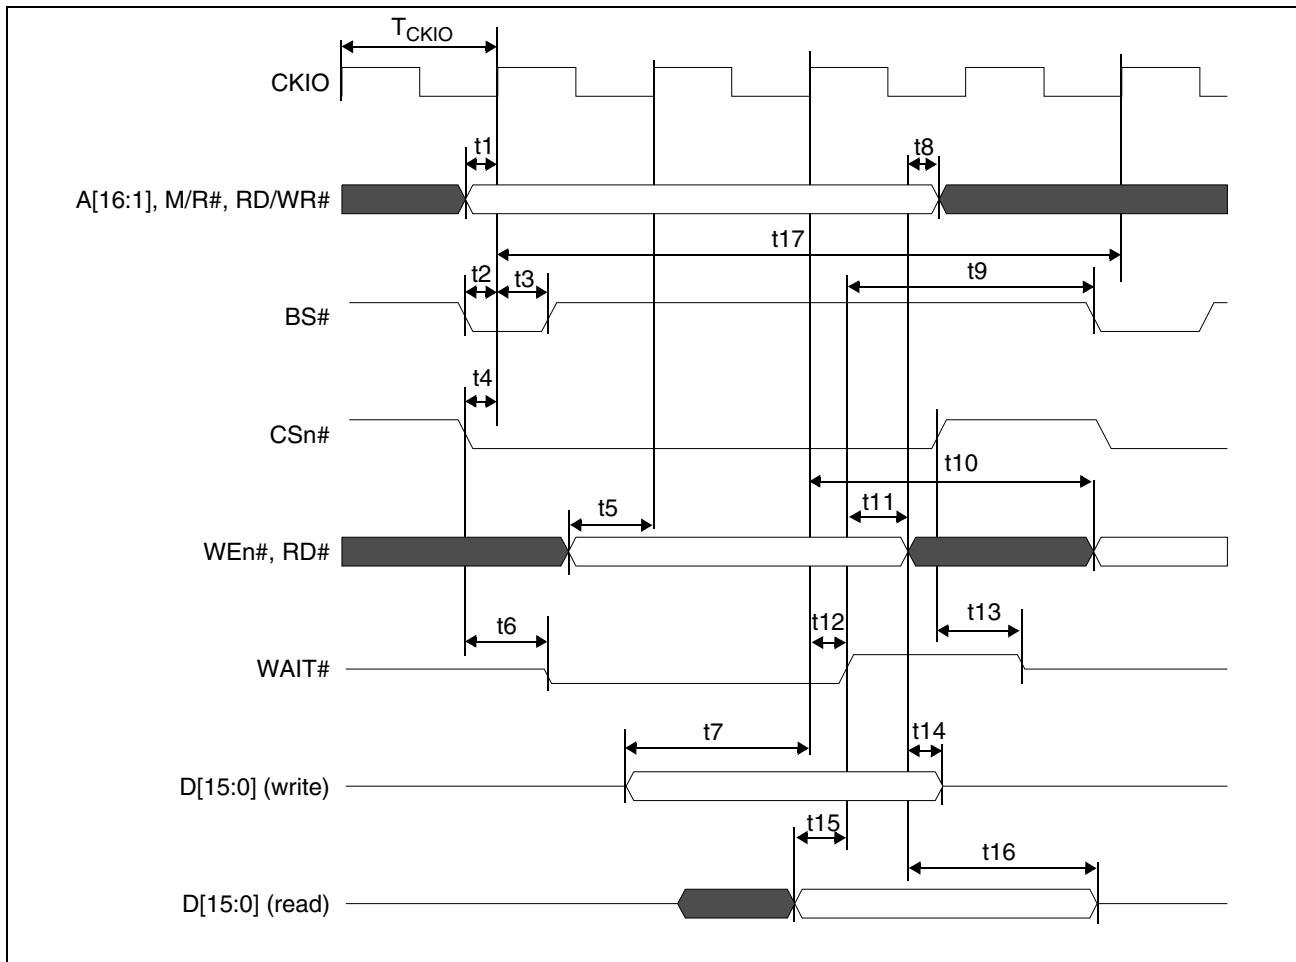 TCKIO
CKIO
t1
t8
A[16:1], M/R#, RD/WR#
t17
t2
t3
t9
BS#
t4
CSn#
t10
t5
t11
WEn#, RD#
t6
t12
t13
WAIT#
t7
t14
D[15:0] (write)
t15
t16
D[15:0] (read)